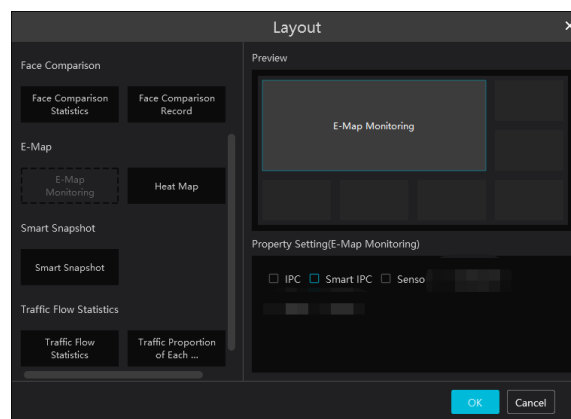 Layout
Face Comparison
Face Comparison
Statistics
Face Comparison
Record
E-Map
E-Map
Monitoring
Heat Map
Smart Snapshot
Smart Snapshot
Traffic Flow Statistics
Traffic Flow
Statistics
Traffic Proportion
of Each ...
Preview
E-Map Monitoring
Property Setting(E-Map Monitoring)
IPC Smart IPC Senso
OK Cancel